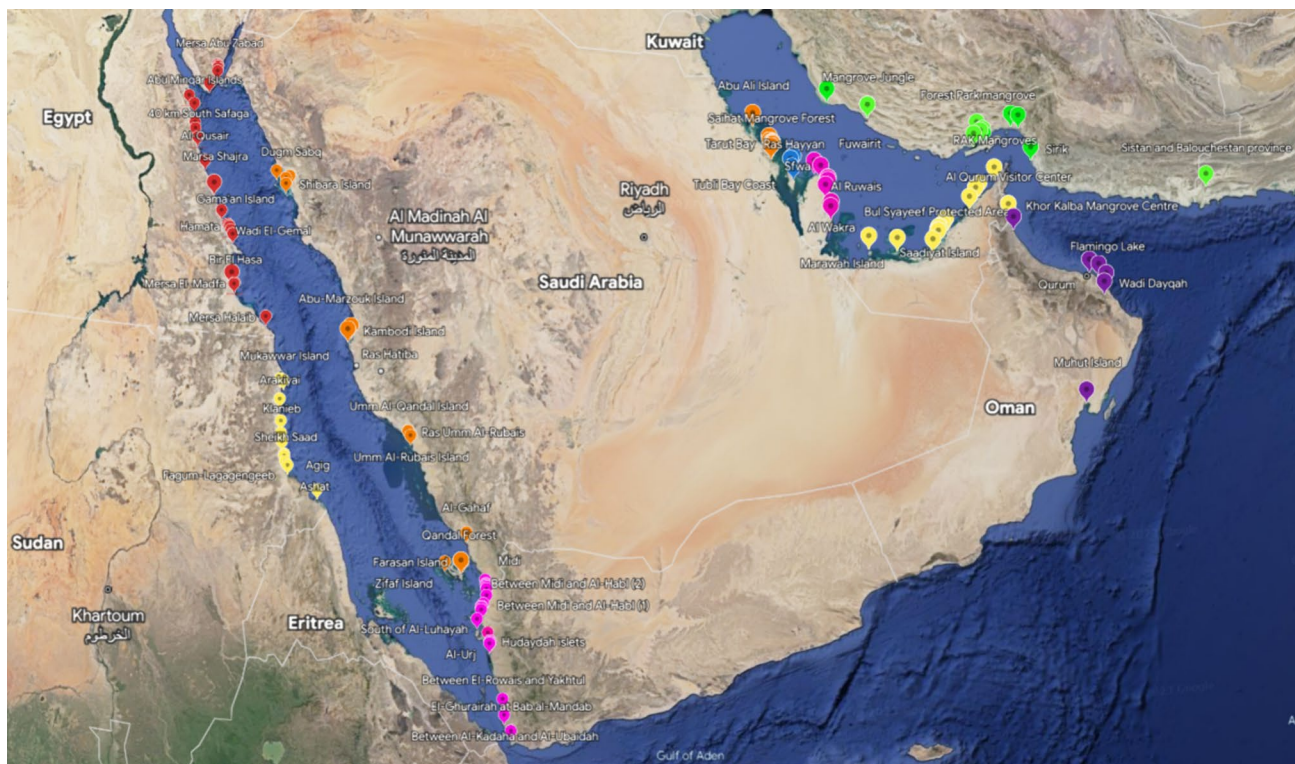 Mersa Abu Zabad
Abu Mingar Islands
40 km South Safaga
Al-Qusair
Marsa Shajra
Egypt
Duqm Sabq
Shibara Island
Qama'an Island
Hamata
Wadi El-Gemal
Bir El Hasa
Mersa El-Madfa
Mersa Halaib
Mukawwar Island
Arakiyai
Klanieb
Sheikh Saad
Fagum-Lagagengeeb
Agig
Ashat
Sudan
Khartoum
الخرطوم
Eritrea
Al Madinah Al
Munawwarah
المدينة المنورة
Abu-Marzouk Island
Kambodi Island
Ras Hatiba
Umm Al-Qandal Island
Ras Umm Al-Rubais
Umm Al-Rubais Island
Al-Gahaf
Qandal Forest
Farasan Island
Zifaf Island
Midi
Between Midi and Al-Habl (2)
Between Midi and Al-Habl (1)
South of Al-Luhayah
Hudaydah islets
Al-Urj
Between El-Rowais and Yakhtul
El-Ghurairah at Bab al-Mandab
Between Al-Kadaha and Al-Ubaidah
Gulf of Aden
Kuwait
Abu Ali Island
Saihat Mangrove Forest
Tarut Bay
Ras Hayyan
Sfwa
Tubli Bay Coast
Riyadh
الرياض
Saudi Arabia
Mangrove Jungle
Forest Park mangrove
Fuwairit
RAK Mangroves
Sirik
Sistan and Balouchestan province
Al Ruwais
Al Qurum Visitor Center
Al Wakra
Bul Syayeef Protected Area
Khor Kalba Mangrove Centre
Marawah Island
Saadiyat Island
Flamingo Lake
Qurum
Wadi Dayqah
Muhut Island
Oman
A